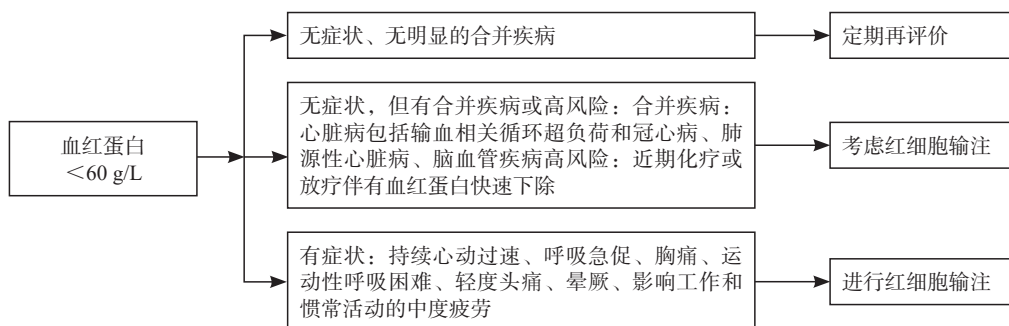 血红蛋白
＜60 g/L
无症状、无明显的合并疾病
定期再评价
无症状，但有合并疾病或高风险：合并疾病：
心脏病包括输血相关循环超负荷和冠心病、肺
源性心脏病、脑血管疾病高风险：近期化疗或
放疗伴有血红蛋白快速下除
考虑红细胞输注
有症状：持续心动过速、呼吸急促、胸痛、运
动性呼吸困难、轻度头痛、晕厥、影响工作和
惯常活动的中度疲劳
进行红细胞输注